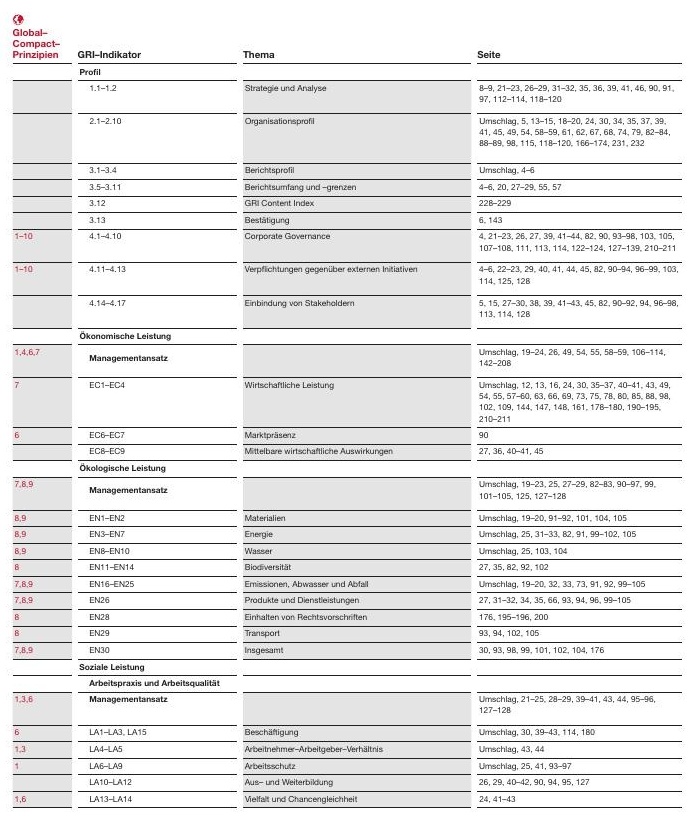 Global–
Compact–
Prinzipien GRI–Indikator Thema Seite
Profil
1.1–1.2 Strategie und Analyse 8–9, 21–23, 26–29, 31–32, 35, 36, 39, 41, 46, 90, 91,
97, 112–114, 118–120
2.1–2.10 Organisationsprofil Umschlag, 5, 13–15, 18–20, 24, 30, 34, 35, 37, 39,
41, 45, 49, 54, 58–59, 61, 62, 67, 68, 74, 79, 82–84,
88–89, 98, 115, 118–120, 166–174, 231, 232
3.1–3.4 Berichtsprofil Umschlag, 4–6
3.5–3.11 Berichtsumfang und –grenzen 4–6, 20, 27–29, 55, 57
3.12 GRI Content Index 228–229
3.13 Bestätigung 6, 143
1–10 4.1–4.10 Corporate Governance 4, 21–23, 26, 27, 39, 41–44, 82, 90, 93–98, 103, 105,
107–108, 111, 113, 114, 122–124, 127–139, 210–211
1–10 4.11–4.13 Verpflichtungen gegenüber externen Initiativen 4–6, 22–23, 29, 40, 41, 44, 45, 82, 90–94, 96–99, 103,
114, 125, 128
4.14–4.17 Einbindung von Stakeholdern 5, 15, 27–30, 38, 39, 41–43, 45, 82, 90–92, 94, 96–98,
113, 114, 128
Ökonomische Leistung
1,4,6,7 Managementansatz Umschlag, 19–24, 26, 49, 54, 55, 58–59, 106–114,
142–208
7 EC1–EC4 Wirtschaftliche Leistung Umschlag, 12, 13, 16, 24, 30, 35–37, 40–41, 43, 49,
54, 55, 57–60, 63, 66, 69, 73, 75, 78, 80, 85, 88, 98,
102, 109, 144, 147, 148, 161, 178–180, 190–195,
210–211
6 EC6–EC7 Marktpräsenz 90
EC8–EC9 Mittelbare wirtschaftliche Auswirkungen 27, 36, 40–41, 45
Ökologische Leistung
7,8,9 Managementansatz Umschlag, 19–23, 25, 27–29, 82–83, 90–97, 99,
101–105, 125, 127–128
8,9 EN1–EN2 Materialien Umschlag, 19–20, 91–92, 101, 104, 105
8,9 EN3–EN7 Energie Umschlag, 25, 31–33, 82, 91, 99–102, 105
8,9 EN8–EN10 Wasser Umschlag, 25, 103, 104
8 EN11–EN14 Biodiversität 27, 35, 82, 92, 102
7,8,9 EN16–EN25 Emissionen, Abwasser und Abfall Umschlag, 19–20, 32, 33, 73, 91, 92, 99–105
7,8,9 EN26 Produkte und Dienstleistungen 27, 31–32, 34, 35, 66, 93, 94, 96, 99–105
8 EN28 Einhalten von Rechtsvorschriften 176, 195–196, 200
8 EN29 Transport 93, 94, 102, 105
7,8,9 EN30 Insgesamt 30, 93, 98, 99, 101, 102, 104, 176
Soziale Leistung
Arbeitspraxis und Arbeitsqualität
1,3,6 Managementansatz Umschlag, 21–25, 28–29, 39–41, 43, 44, 95–96,
127–128
6 LA1–LA3, LA15 Beschäftigung Umschlag, 30, 39–43, 114, 180
1,3 LA4–LA5 Arbeitnehmer–Arbeitgeber–Verhältnis Umschlag, 43, 44
1 LA6–LA9 Arbeitsschutz Umschlag, 25, 41, 93–97
LA10–LA12 Aus– und Weiterbildung 26, 29, 40–42, 90, 94, 95, 127
1,6 LA13–LA14 Vielfalt und Chancengleichheit 24, 41–43